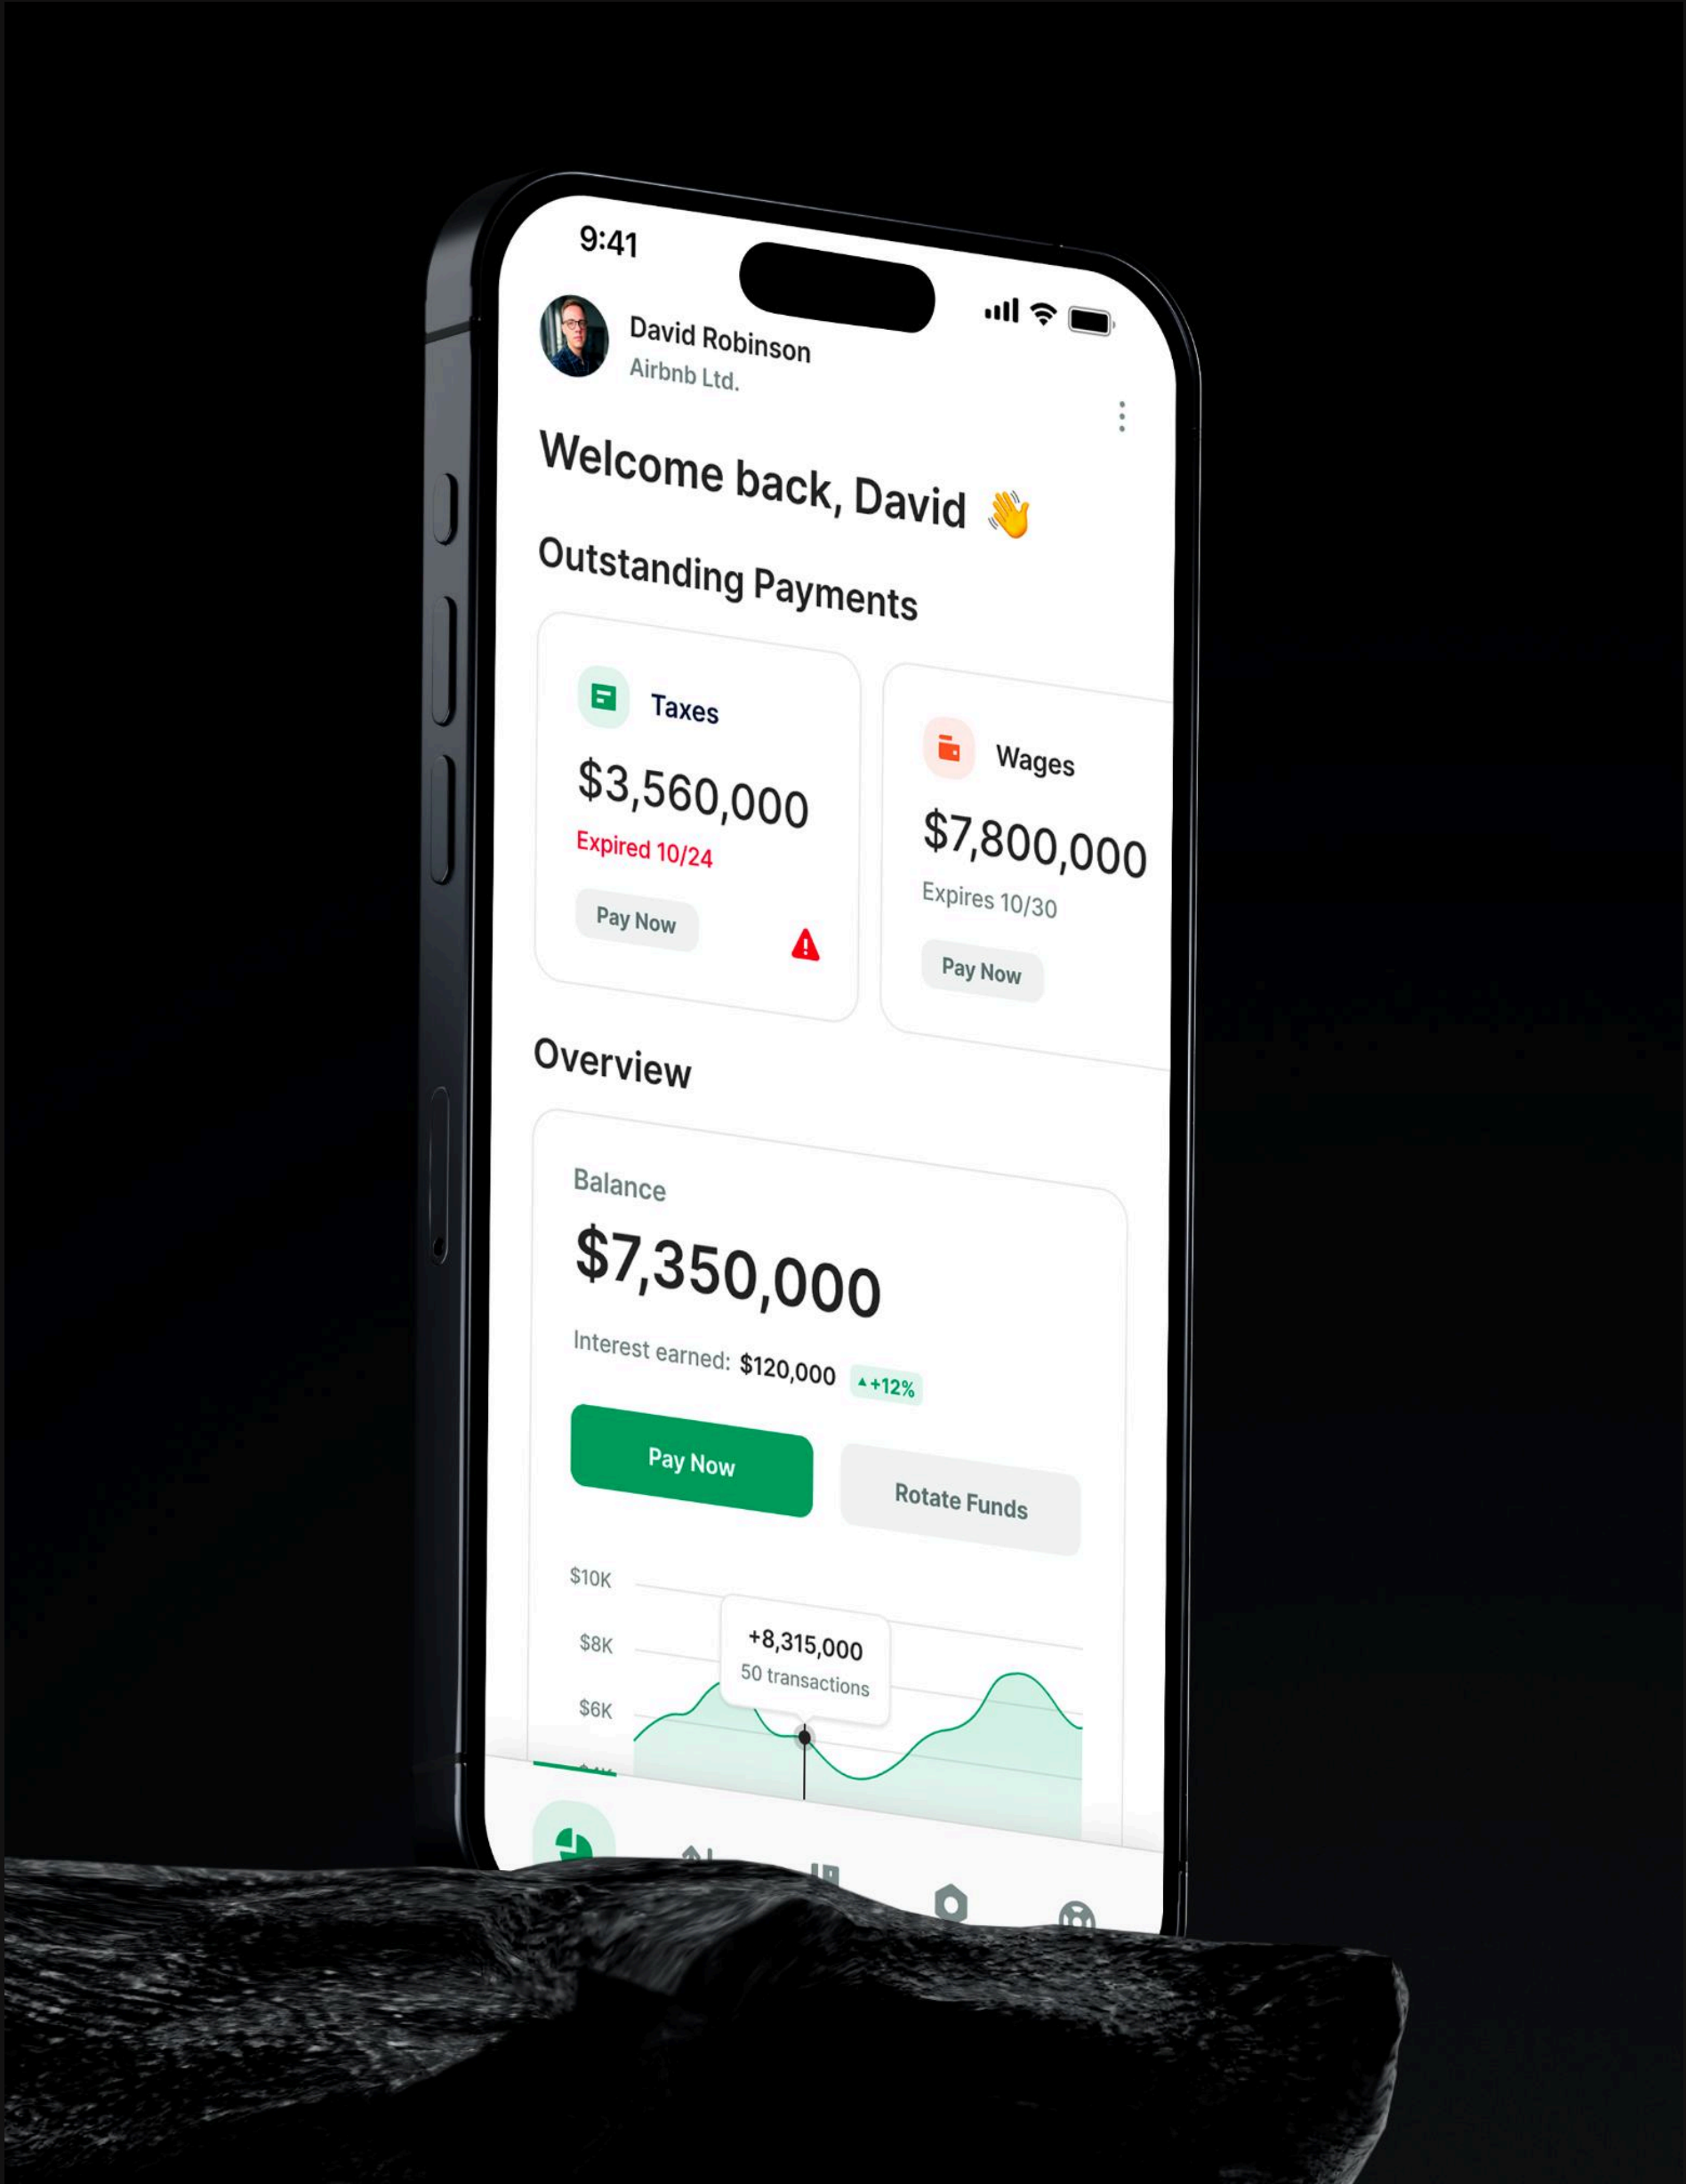 9:41
David Robinson
Airbnb Ltd.
Welcome back, David 👋
Outstanding Payments
Taxes
$3,560,000
Expired 10/24
Pay Now
Wages
$7,800,000
Expires 10/30
Pay Now
Overview
Balance
$7,350,000
Interest earned: $120,000 ▲+12%
Pay Now
Rotate Funds
$10K
$8K
$6K
+8,315,000
50 transactions